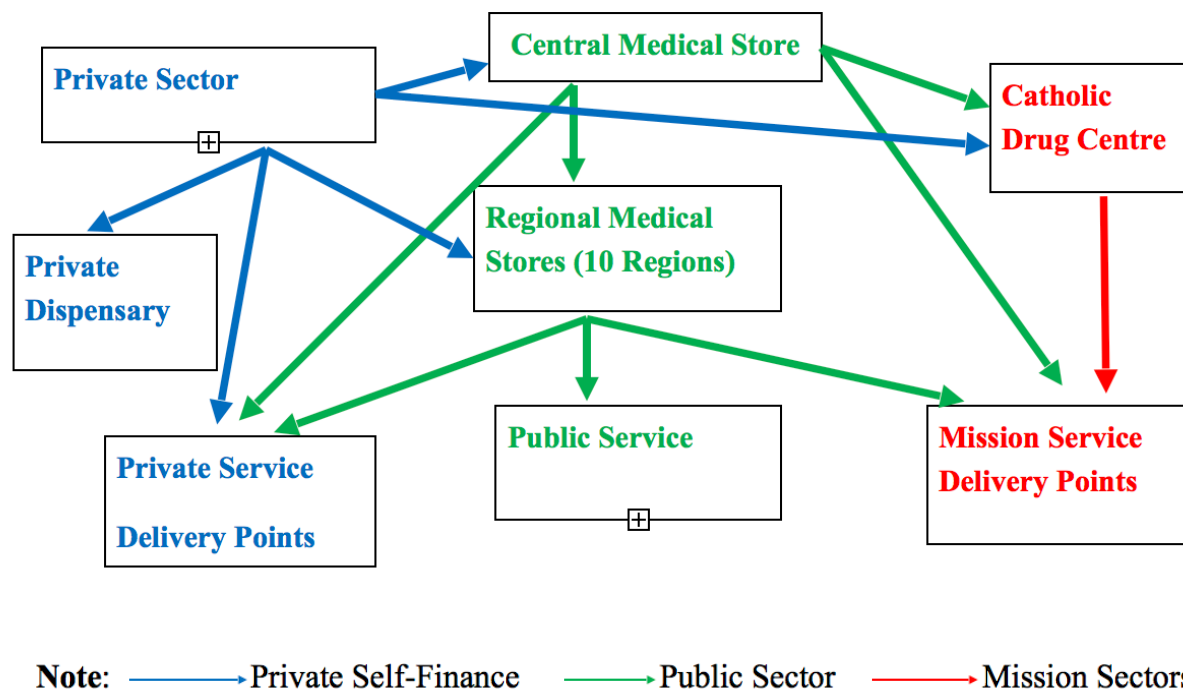 Central Medical Store
Private Sector
Catholic
Drug Centre
Regional Medical
Stores (10 Regions)
Private
Dispensary
Public Service
Mission Service
Delivery Points
Private Service
Delivery Points
Note: Private Self-Finance Public Sector Mission Sectors